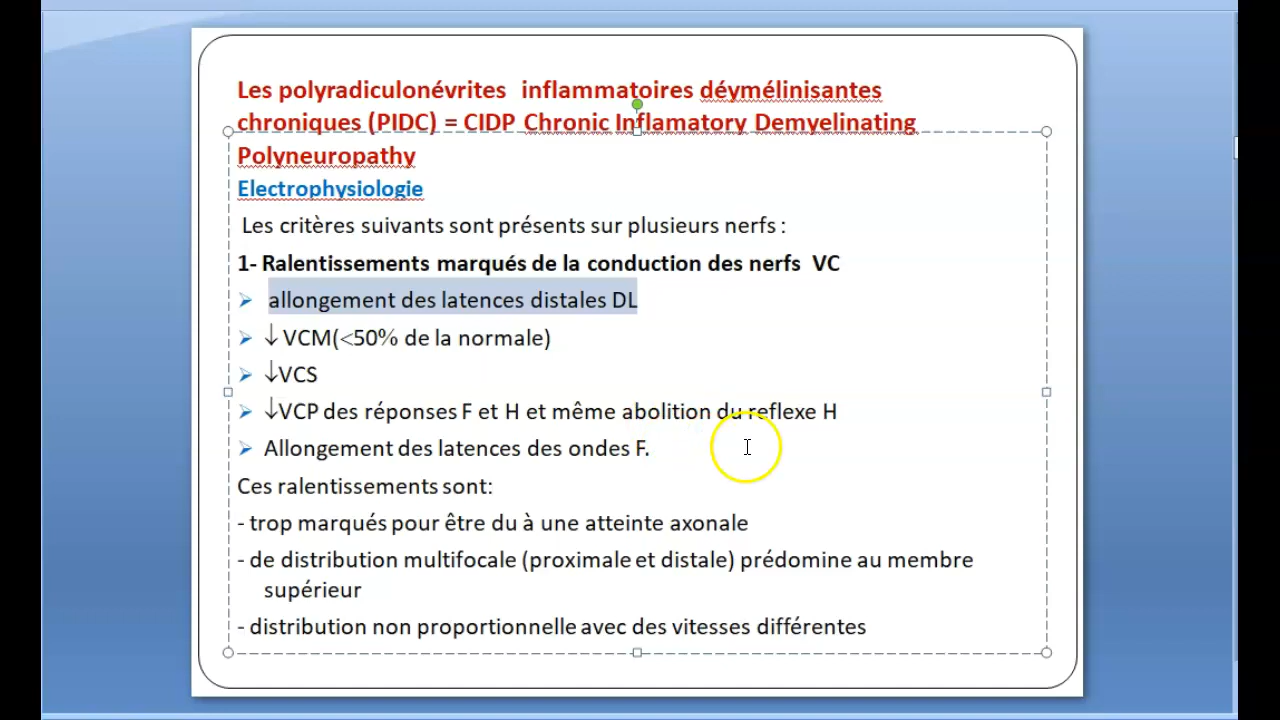 Les polyradiculonévrites inflammatoires déymélinisantes
chroniques (PIDC) = CIDP Chronic Inflamatory Demyelinating
Polyneuropathy
Electrophysiologie
Les critères suivants sont présents sur plusieurs nerfs :
1- Ralentissements marqués de la conduction des nerfs VC
➢ allongement des latences distales DL
➢ ↓ VCM(<50% de la normale)
➢ ↓VCS
➢ ↓VCP des réponses F et H et même abolition du reflexe H
➢ Allongement des latences des ondes F.
Ces ralentissements sont:
- trop marqués pour être du à une atteinte axonale
- de distribution multifocale (proximale et distale) prédomine au membre
supérieur
- distribution non proportionnelle avec des vitesses différentes